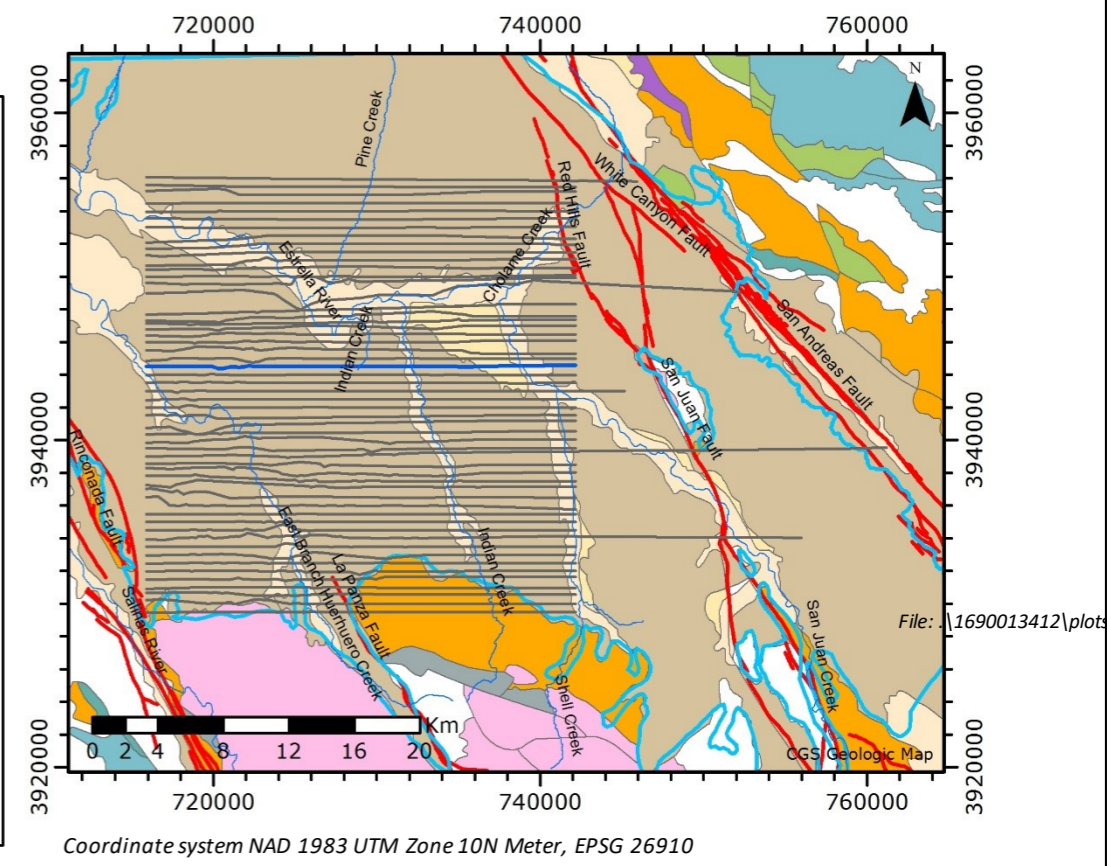 720000 740000 760000
3960000 3960000
N
Pine Creek
White Canyon Fault
Red Hills Fault
Cholame Creek
Estrella River
San Andreas Fault
Indian Creek
San Juan Fault
3940000 3940000
Rinconada Fault
East Branch Huerhuero Creek
La Panza Fault
Indian Creek
Salinas River
San Juan Creek
File: .\1690013412\plots
Shell Creek
Km
0 2 4 8 12 16 20
CGS Geologic Map
3920000 3920000
720000 740000 760000
Coordinate system NAD 1983 UTM Zone 10N Meter, EPSG 26910